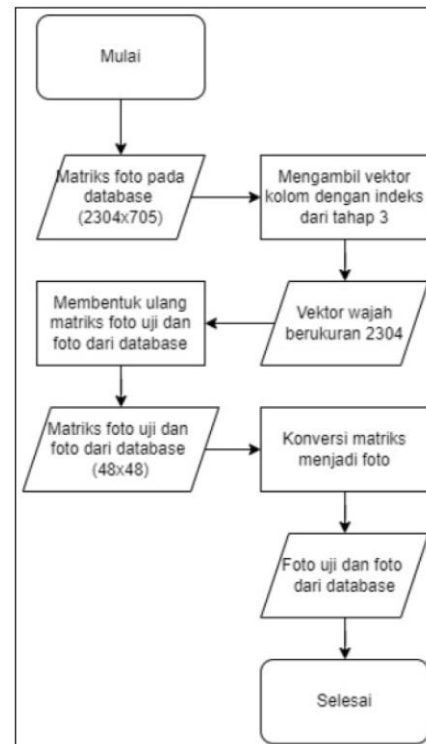 Mulai
Matriks foto pada
database
(2304x705)
Mengambil vektor
kolom dengan indeks
dari tahap 3
Vektor wajah
berukuran 2304
Membentuk ulang
matriks foto uji dan
foto dari database
Matriks foto uji dan
foto dari database
(48x48)
Konversi matriks
menjadi foto
Foto uji dan foto
dari database
Selesai